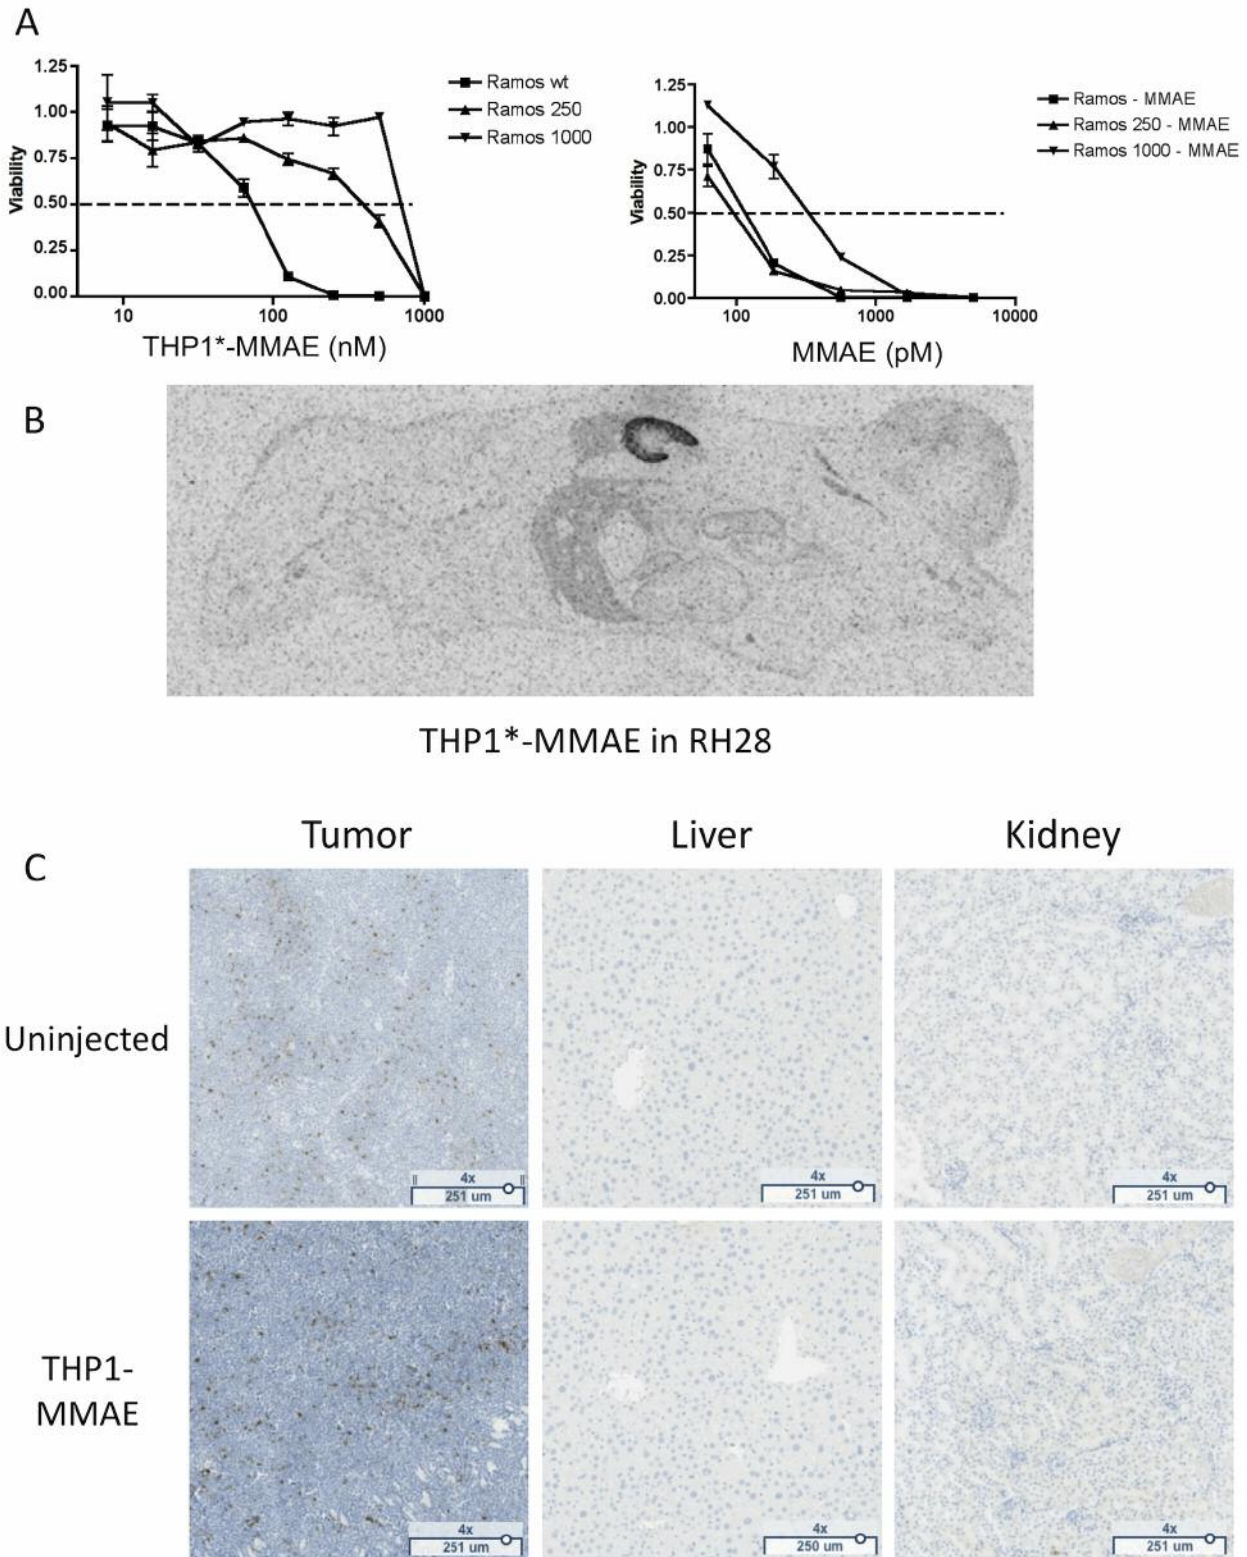 A
1.25
1.00
0.75
0.50
0.25
0.00
Viability
10
100
1000
THP1*-MMAE (nM)
Ramos wt
Ramos 250
Ramos 1000
1.25
1.00
0.75
0.50
0.25
0.00
Viability
100
1000
10000
MMAE (pM)
Ramos - MMAE
Ramos 250 - MMAE
Ramos 1000 - MMAE
B
THP1*-MMAE in RH28
C
Tumor
Liver
Kidney
Uninjected
4x
251 um
4x
251 um
4x
251 um
THP1-
MMAE
4x
251 um
4x
250 um
4x
251 um